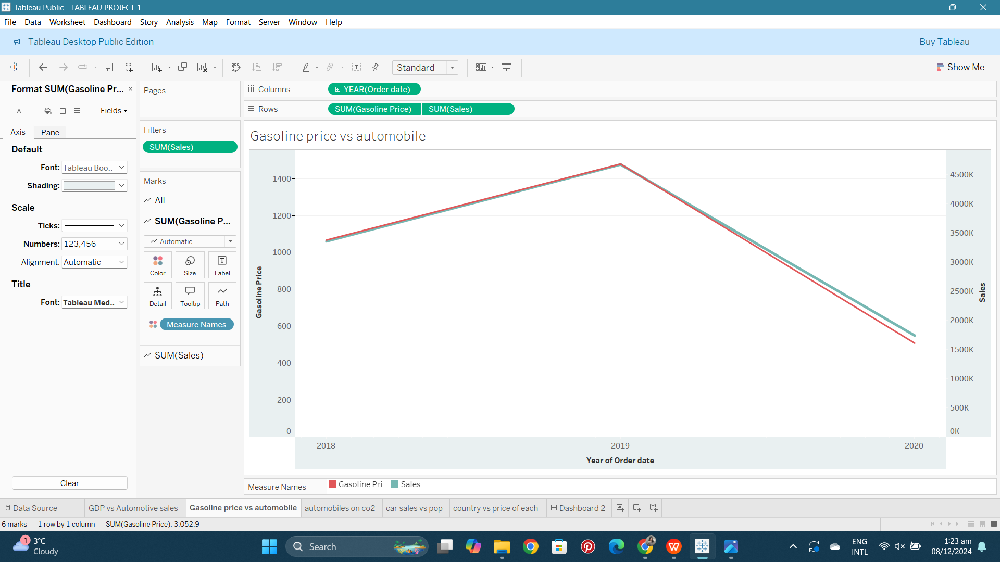 Tableau Public - TABLEAU PROJECT 1
File Data Worksheet Dashboard Story Analysis Map Format Server Window Help
Tableau Desktop Public Edition
Buy Tableau
Standard
Show Me
Format SUM(Gasoline Pr...
Fields
Axis
Pane
Default
Font: Tableau Boo..
Shading:
Scale
Ticks:
Numbers: 123,456
Alignment: Automatic
Title
Font: Tableau Med..
Clear
Pages
Filters
SUM(Sales)
Marks
All
SUM(Gasoline P...
Automatic
Color
Size
Label
Detail
Tooltip
Path
Measure Names
SUM(Sales)
Columns
YEAR(Order date)
Rows
SUM(Gasoline Price)
SUM(Sales)
Gasoline price vs automobile
1400
1200
1000
800
600
400
200
0
Gasoline Price
4500K
4000K
3500K
3000K
2500K
2000K
1500K
1000K
500K
0K
Sales
2018
2019
2020
Year of Order date
Measure Names
Gasoline Pri..
Sales
Data Source
GDP vs Automotive sales
Gasoline price vs automobile
automobiles on co2
car sales vs pop
country vs price of each
Dashboard 2
6 marks
1 row by 1 column
SUM(Gasoline Price): 3,052.9
1
3°C
Cloudy
Search
ENG
INTL
1:23 am
08/12/2024